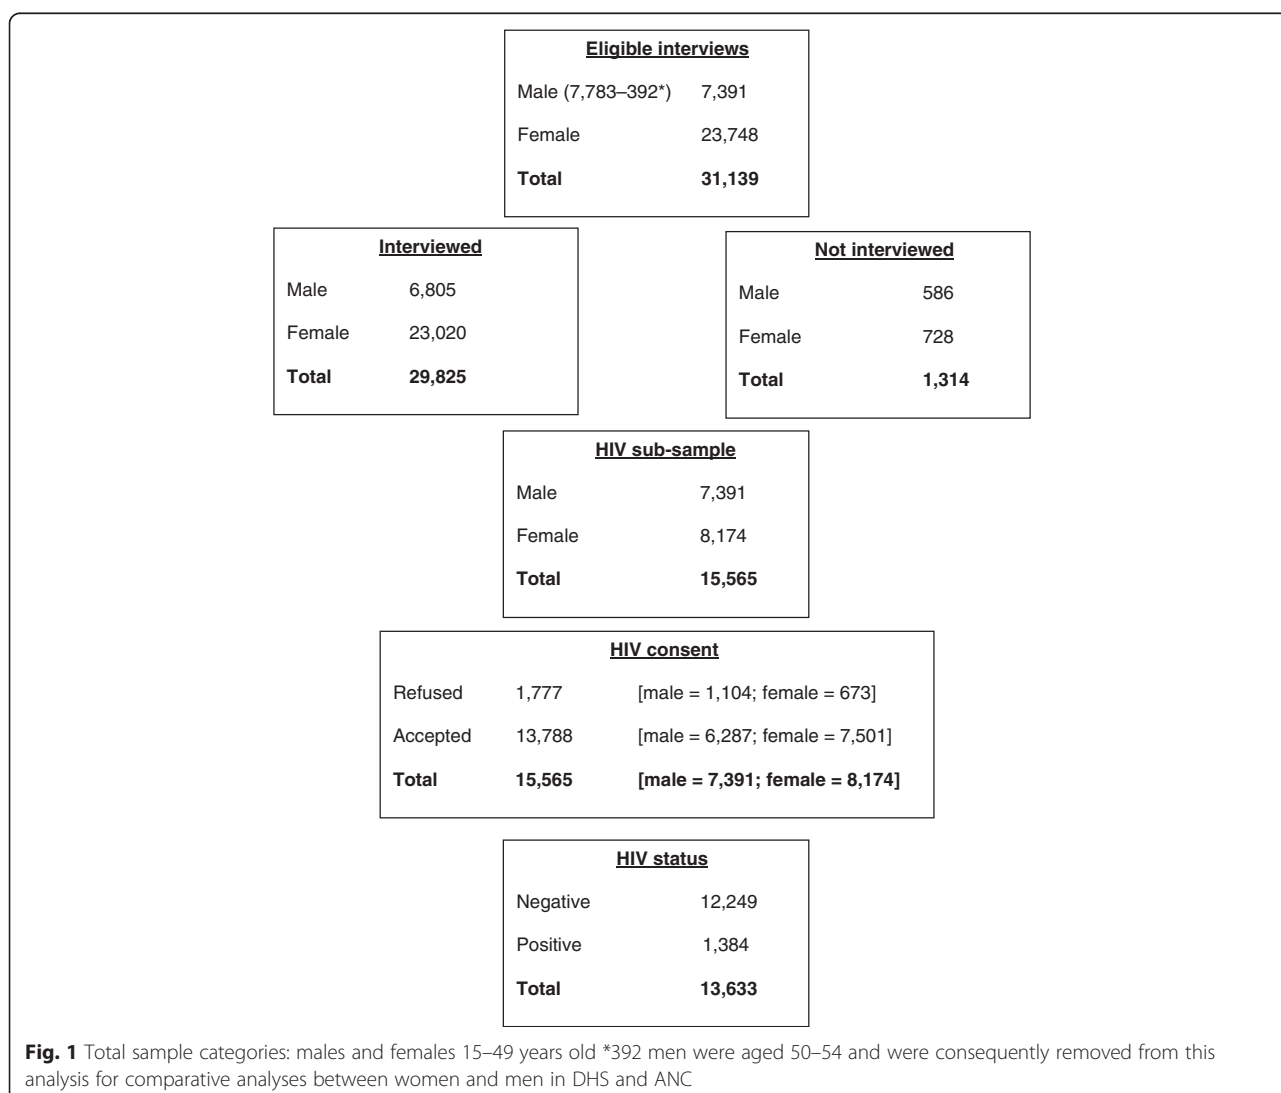 Eligible interviews
Male (7,783–392*) 7,391
Female 23,748
Total 31,139
Interviewed
Male 6,805
Female 23,020
Total 29,825
Not interviewed
Male 586
Female 728
Total 1,314
HIV sub-sample
Male 7,391
Female 8,174
Total 15,565
HIV consent
Refused 1,777 [male = 1,104; female = 673]
Accepted 13,788 [male = 6,287; female = 7,501]
Total 15,565 [male = 7,391; female = 8,174]
HIV status
Negative 12,249
Positive 1,384
Total 13,633
Fig. 1 Total sample categories: males and females 15–49 years old *392 men were aged 50–54 and were consequently removed from this
analysis for comparative analyses between women and men in DHS and ANC